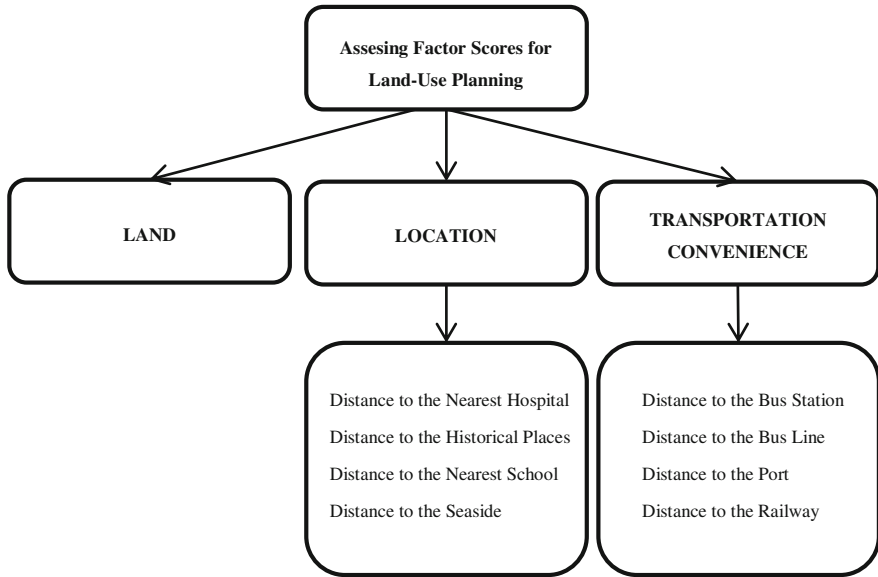 Assesing Factor Scores for
Land-Use Planning
LAND
LOCATION
TRANSPORTATION
CONVENIENCE
Distance to the Nearest Hospital
Distance to the Historical Places
Distance to the Nearest School
Distance to the Seaside
Distance to the Bus Station
Distance to the Bus Line
Distance to the Port
Distance to the Railway